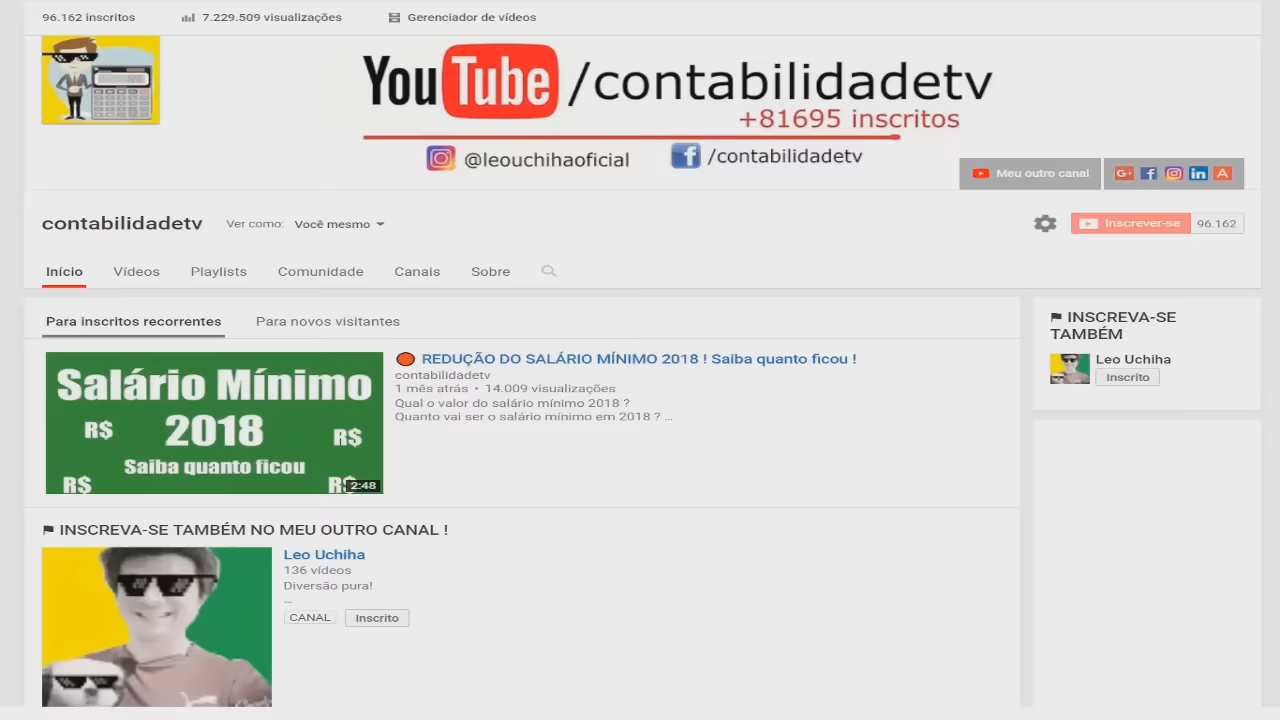 96.162 inscritos 7.229.509 visualizações Gerenciador de vídeos
YouTube /contabilidadetv
+81695 inscritos
@leouchihaoficial /contabilidadetv
Meu outro canal
contabilidadetv Ver como: Você mesmo Inscrever-se 96.162
Início Vídeos Playlists Comunidade Canais Sobre
Para inscritos recorrentes Para novos visitantes
Salário Mínimo
R$ 2018 R$
Saiba quanto ficou
R$ R$ 2:48
REDUÇÃO DO SALÁRIO MÍNIMO 2018 ! Saiba quanto ficou !
contabilidadetv
1 mês atrás • 14.009 visualizações
Qual o valor do salário mínimo 2018 ?
Quanto vai ser o salário mínimo em 2018 ? ...
INSCREVA-SE TAMBÉM NO MEU OUTRO CANAL !
Leo Uchiha
136 vídeos
Diversão pura!
...
CANAL Inscrito
INSCREVA-SE
TAMBÉM
Leo Uchiha
Inscrito